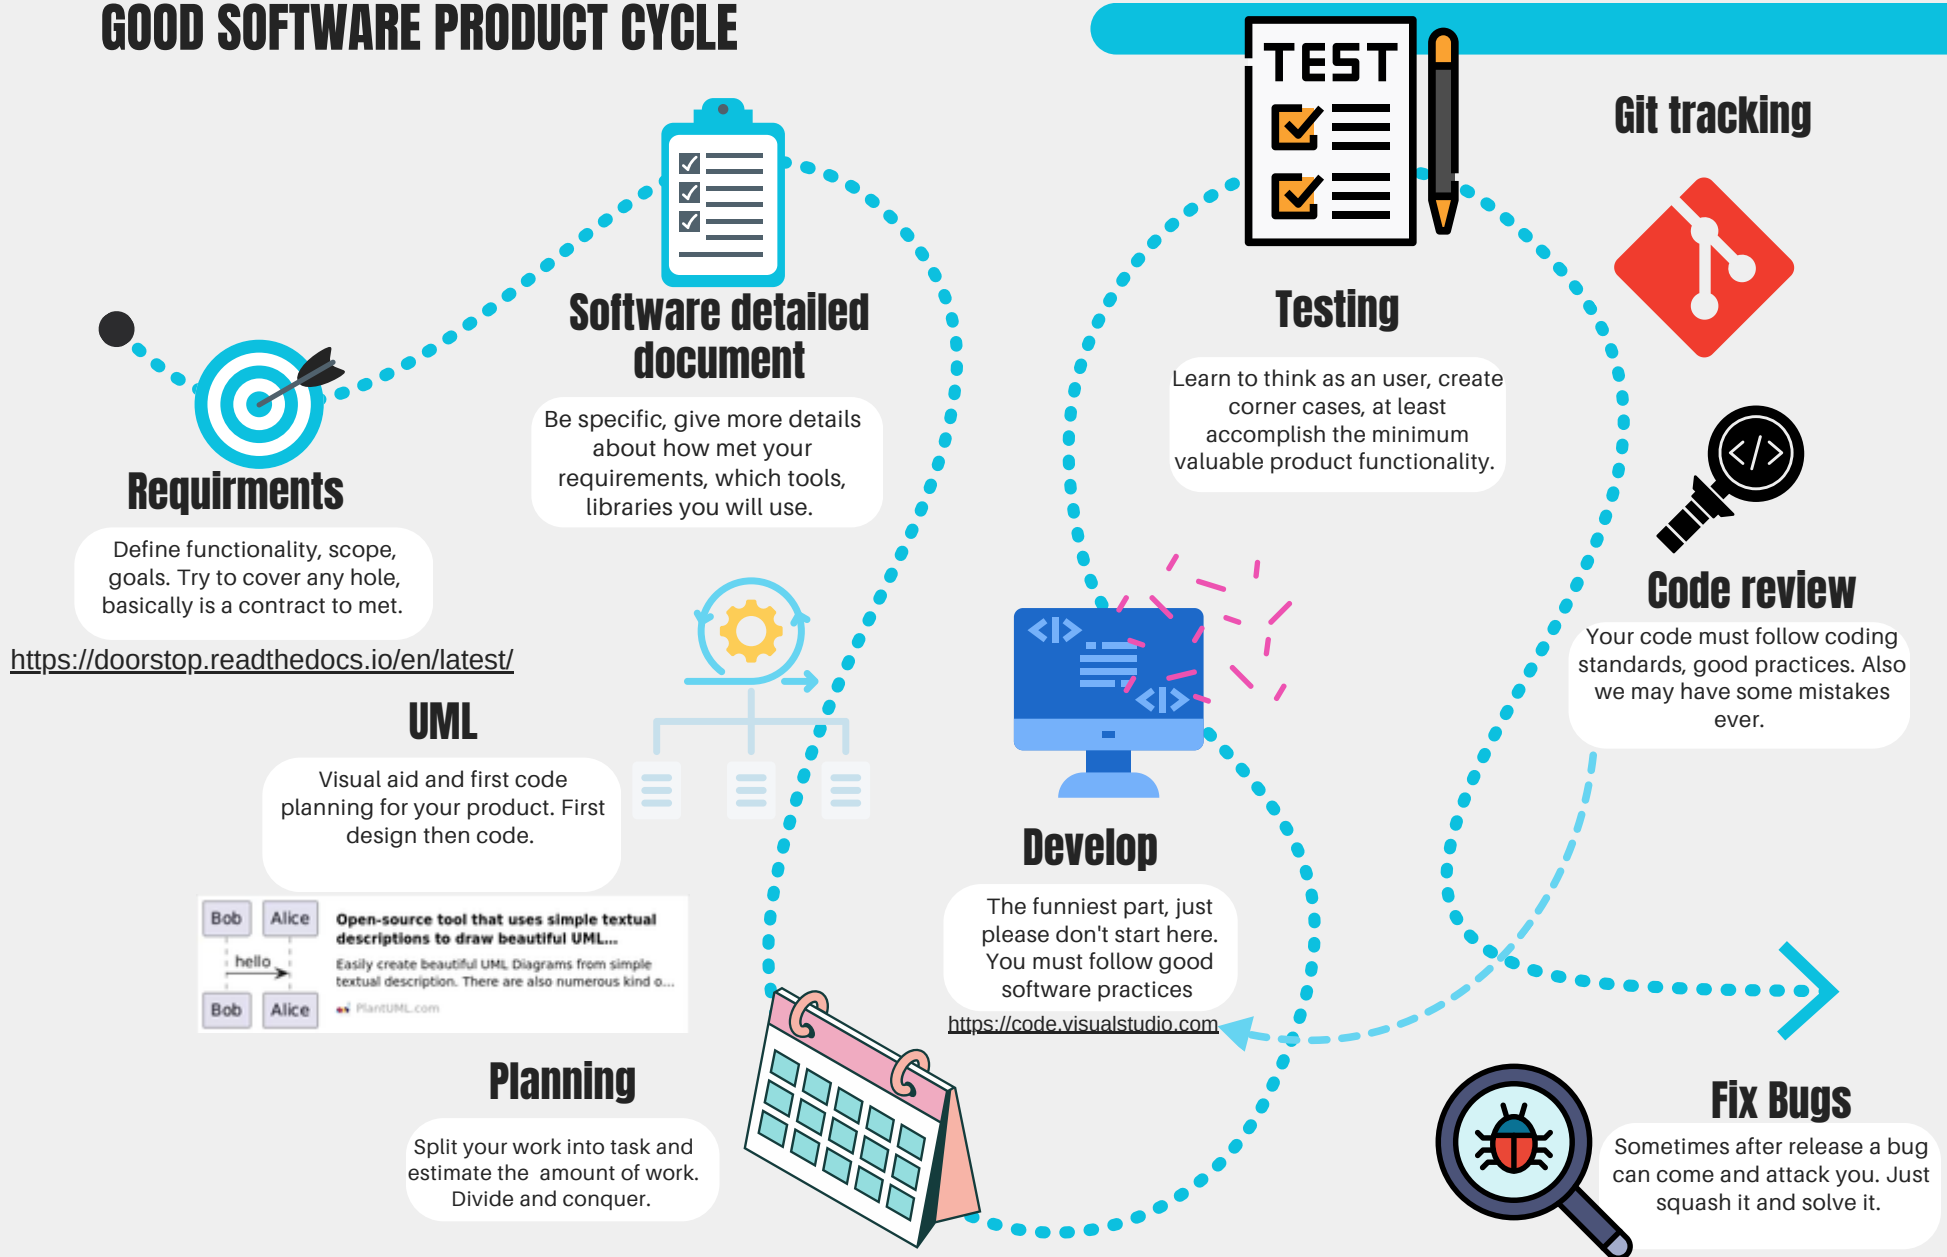 GOOD SOFTWARE PRODUCT CYCLE
Requirments
Define functionality, scope,
goals. Try to cover any hole,
basically is a contract to met.
https://doorstop.readthedocs.io/en/latest/
Software detailed
document
Be specific, give more details
about how met your
requirements, which tools,
libraries you will use.
UML
Visual aid and first code
planning for your product. First
design then code.
Bob Alice
hello
Bob Alice
Open-source tool that uses simple textual
descriptions to draw beautiful UML...
Easily create beautiful UML Diagrams from simple
textual description. There are also numerous kind o...
PlantUML.com
Planning
Split your work into task and
estimate the  amount of work.
Divide and conquer.
Develop
The funniest part, just
please don't start here.
You must follow good
software practices
https://code.visualstudio.com
TEST
Testing
Learn to think as an user, create
corner cases, at least
accomplish the minimum
valuable product functionality.
Git tracking
</>
Code review
Your code must follow coding
standards, good practices. Also
we may have some mistakes
ever.
Fix Bugs
Sometimes after release a bug
can come and attack you. Just
squash it and solve it.